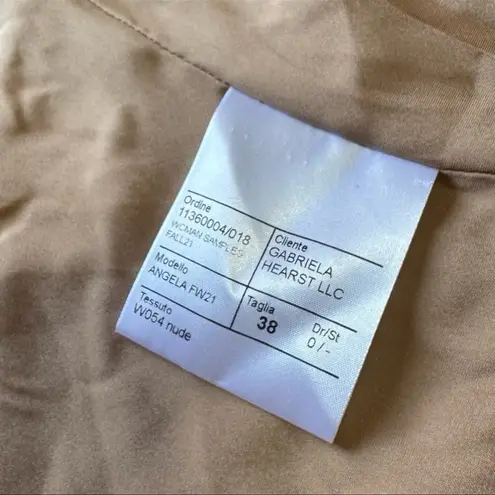 Ordine
11360004/018
WOMAN SAMPLES
FALL21
Cliente
GABRIELA
HEARST LLC
Modello
ANGELA FW21
Taglia
38
Dr/St
0 / -
Tessuto
W054 nude